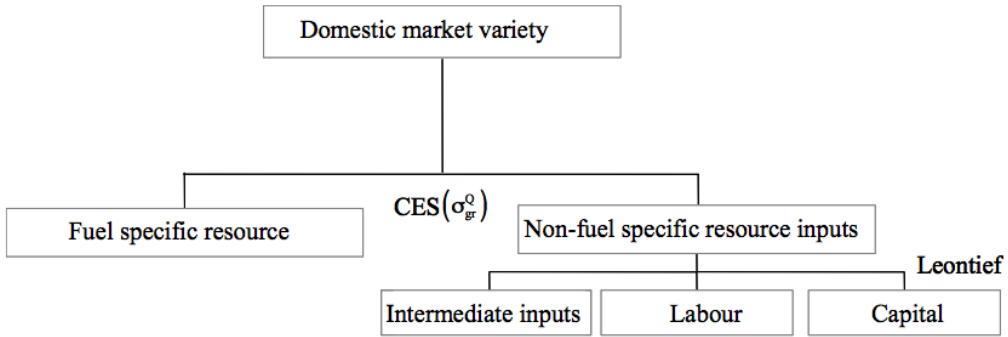 Domestic market variety
CES(σ^Q_gr)
Fuel specific resource
Non-fuel specific resource inputs
Leontief
Intermediate inputs
Labour
Capital